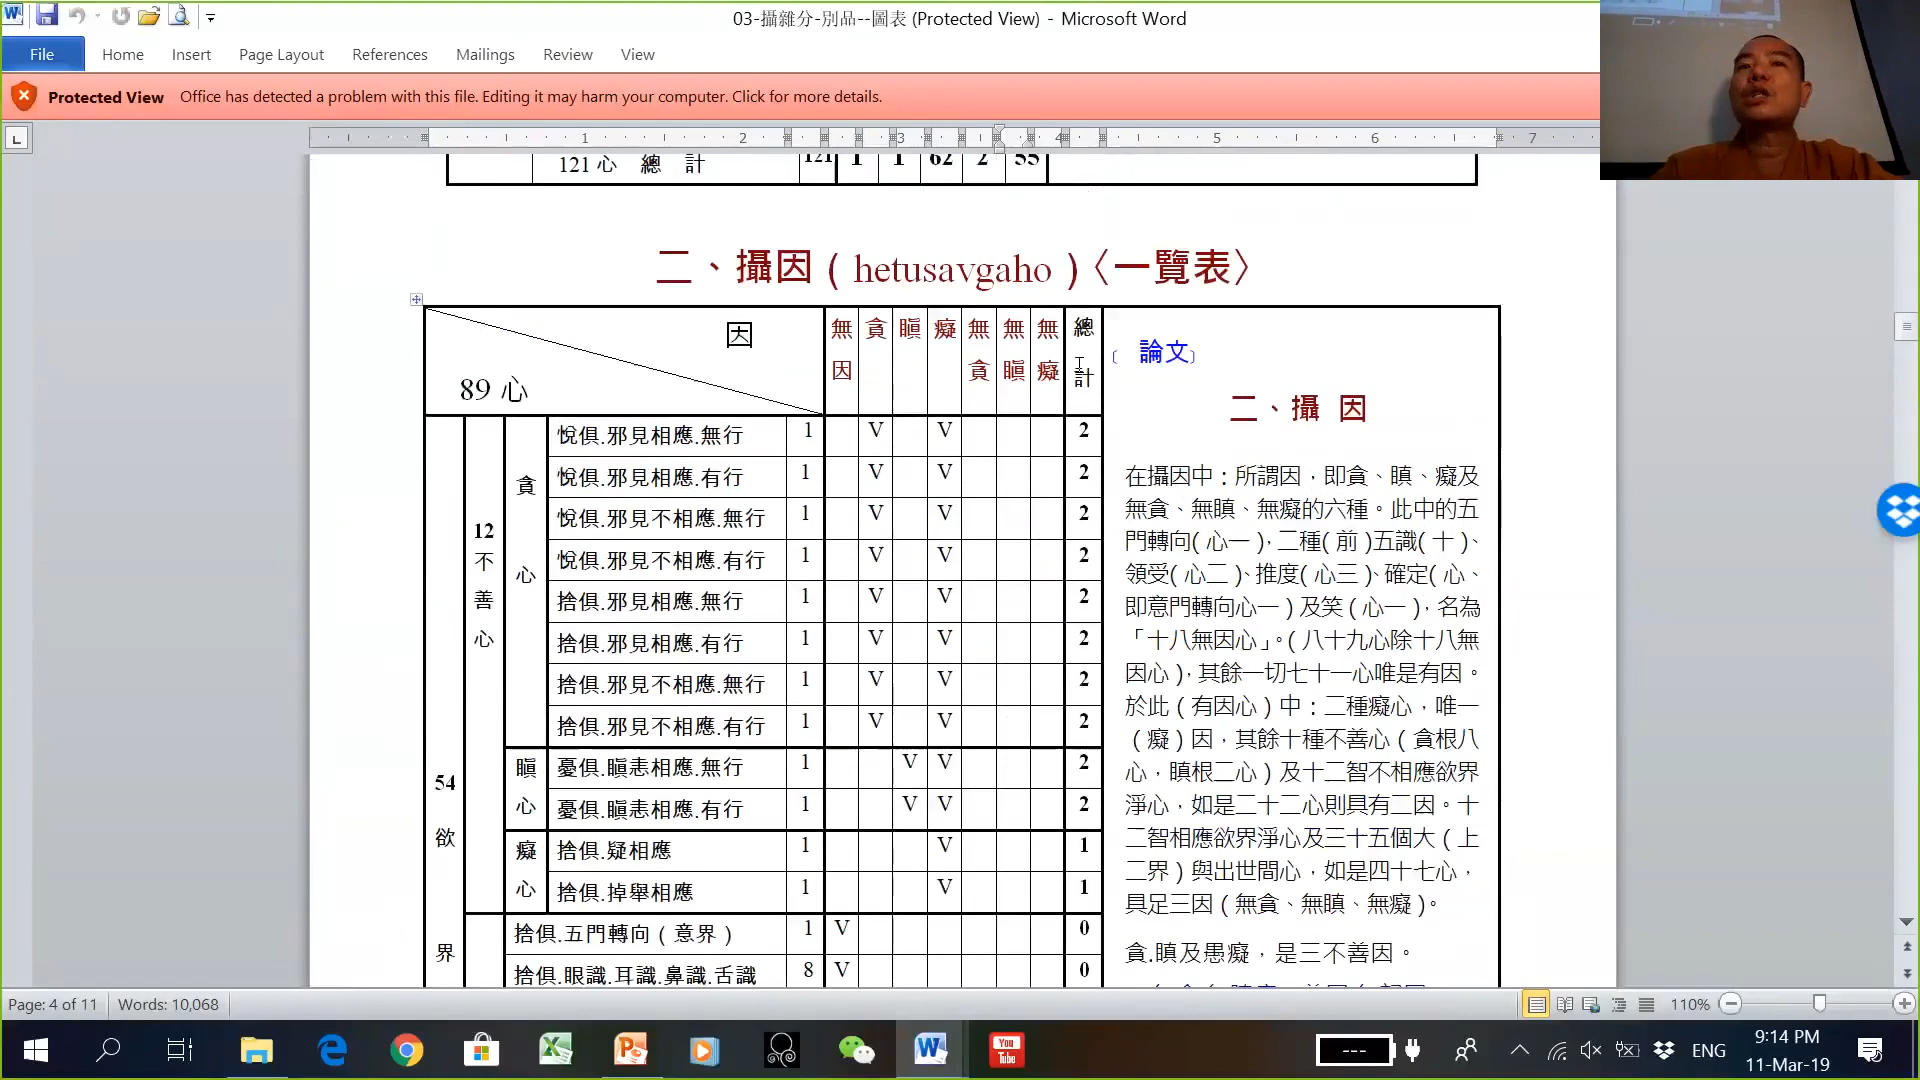 03-攝雜分-別品--圖表 (Protected View) - Microsoft Word
File Home Insert Page Layout References Mailings Review View
Protected View Office has detected a problem with this file. Editing it may harm your computer. Click for more details.
1 2 3 4 5 6 7
121 心 總 計 121 1 1 62 2 55
二、攝因 ( hetusavgaho )〈一覽表〉
因
89 心
無因 貪 瞋 癡 無貪 無瞋 無癡 總計
54 欲 界
12 不善心
貪心
悅俱.邪見相應.無行 1 V V 2
悅俱.邪見相應.有行 1 V V 2
悅俱.邪見不相應.無行 1 V V 2
悅俱.邪見不相應.有行 1 V V 2
捨俱.邪見相應.無行 1 V V 2
捨俱.邪見相應.有行 1 V V 2
捨俱.邪見不相應.無行 1 V V 2
捨俱.邪見不相應.有行 1 V V 2
瞋心
憂俱.瞋恚相應.無行 1 V V 2
憂俱.瞋恚相應.有行 1 V V 2
癡心
捨俱.疑相應 1 V 1
捨俱.掉舉相應 1 V 1
捨俱.五門轉向 ( 意界 ) 1 V 0
捨俱.眼識.耳識.鼻識.舌識 8 V 0
〔 論文〕
二、攝 因
在攝因中：所謂因，即貪、瞋、癡及
無貪、無瞋、無癡的六種。此中的五
門轉向( 心一 )，二種( 前 )五識( 十 )、
領受( 心二 )、推度( 心三 )、確定( 心、
即意門轉向心一 ) 及笑 ( 心一 )，名為
「十八無因心」。( 八十九心除十八無
因心 )，其餘一切七十一心唯是有因。
於此 ( 有因心 ) 中：二種癡心，唯一
( 癡 ) 因，其餘十種不善心 ( 貪根八
心，瞋根二心 ) 及十二智不相應欲界
淨心，如是二十二心則具有二因。十
二智相應欲界淨心及三十五個大 ( 上
二界 ) 與出世間心，如是四十七心，
具足三因 ( 無貪、無瞋、無癡 )。
貪.瞋及愚癡，是三不善因。
Page: 4 of 11 Words: 10,068 110%
You Tube
---
ENG
9:14 PM
11-Mar-19